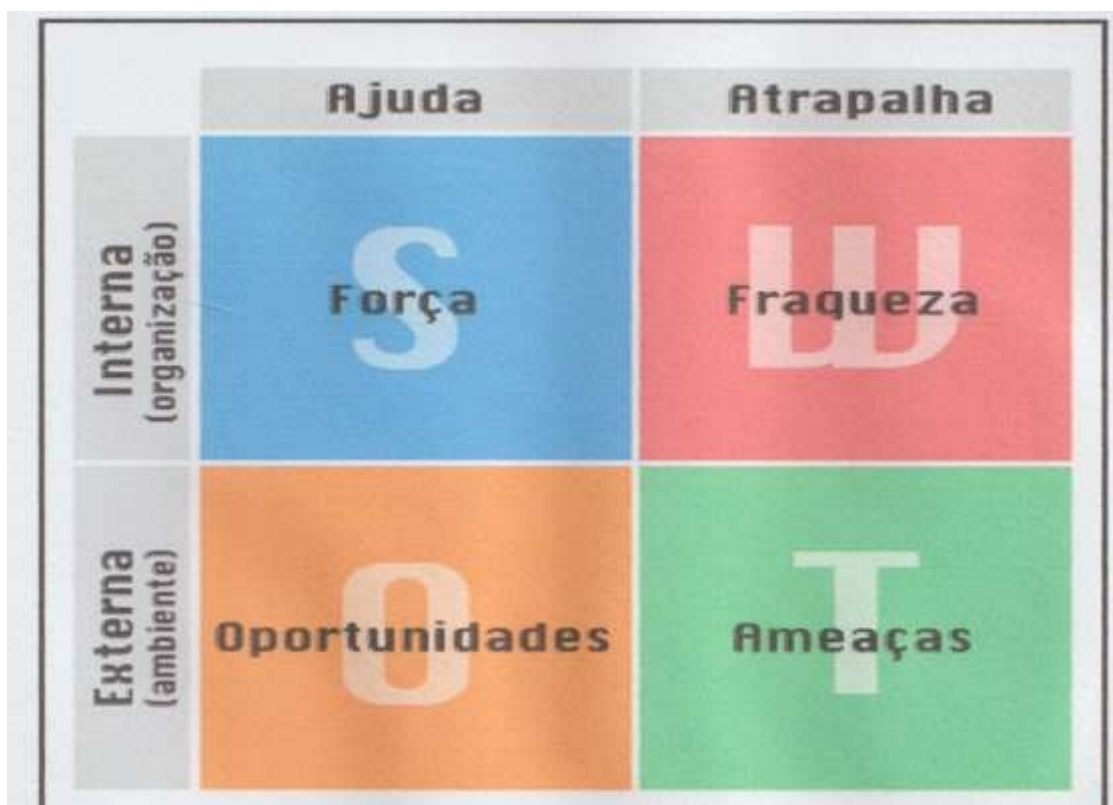 Ajuda
Atrapalha
Interna
(organização)
S
Força
W
Fraqueza
Externa
(ambiente)
O
Oportunidades
T
Ameaças